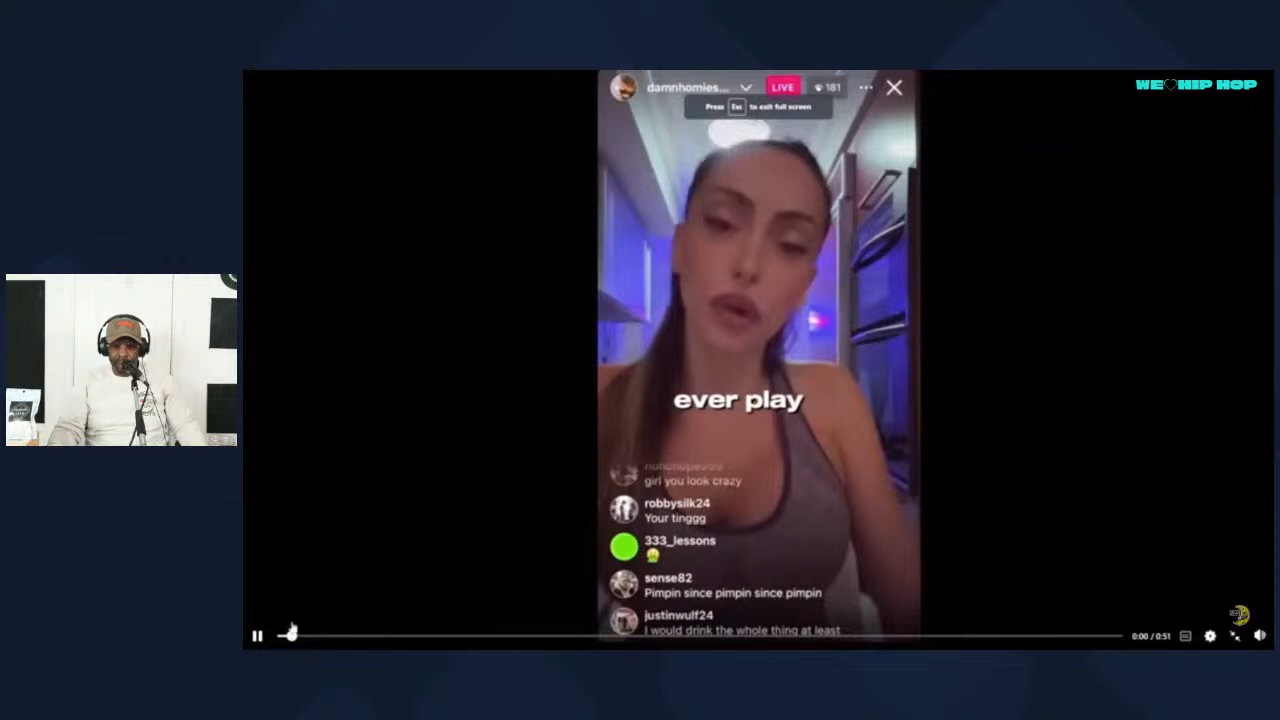 WE HIP HOP
damnhomies...
LIVE
181
Press Esc to exit full screen
ever play
girl you look crazy
robbysilk24
Your tinggg
333_lessons
sense82
Pimpin since pimpin since pimpin
justinwulf24
I would drink the whole thing at least
0:00 / 0:51